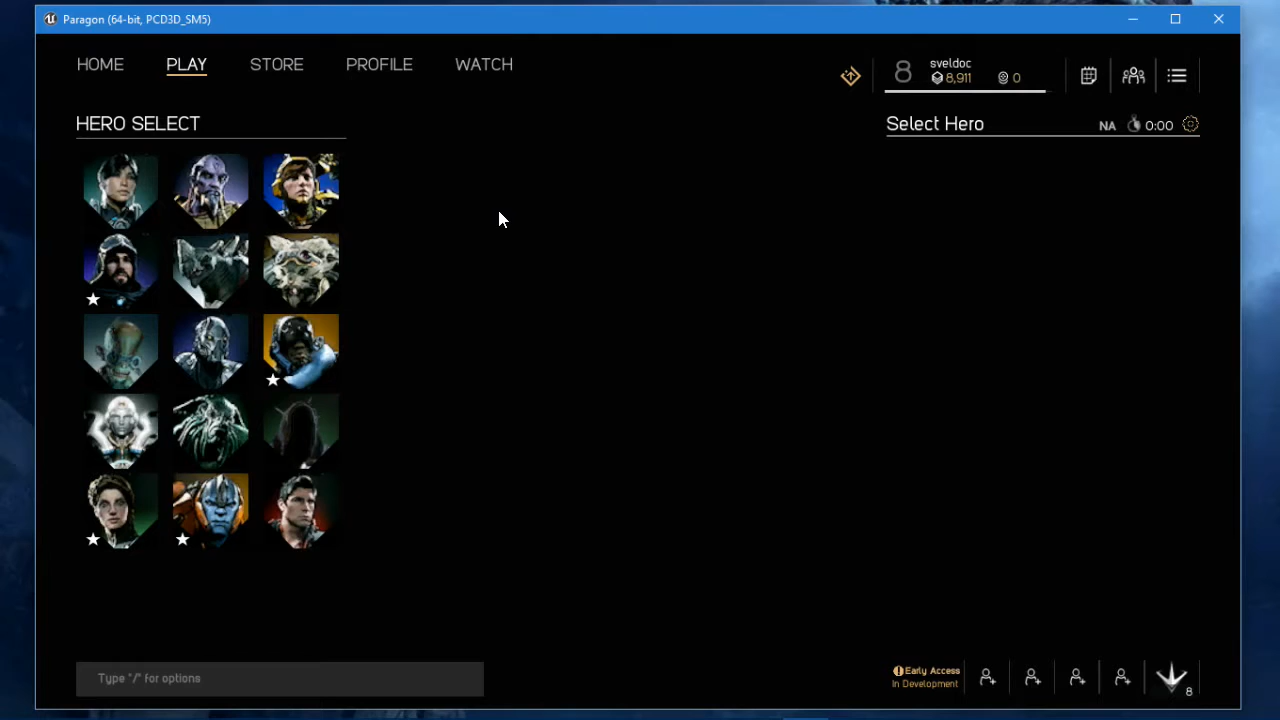 Paragon (64-bit, PCD3D_SM5)
HOME PLAY STORE PROFILE WATCH
8 sveldoc
8,911 0
HERO SELECT
Select Hero NA 0:00
Type "/" for options
Early Access
In Development
8